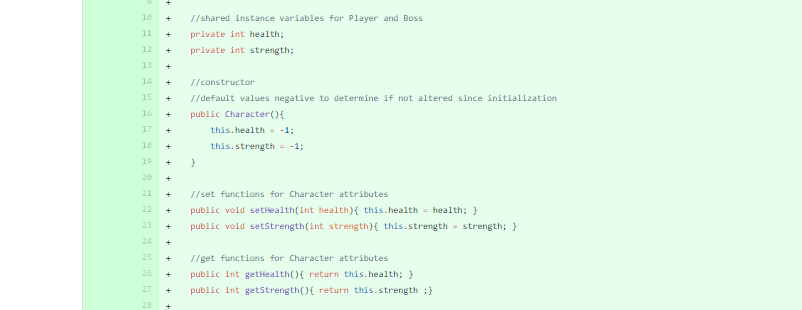 9 +
10 + //shared instance variables for Player and Boss
11 + private int health;
12 + private int strength;
13 +
14 + //constructor
15 + //default values negative to determine if not altered since initialization
16 + public Character(){
17 + this.health = -1;
18 + this.strength = -1;
19 + }
20 +
21 + //set functions for Character attributes
22 + public void setHealth(int health){ this.health = health; }
23 + public void setStrength(int strength){ this.strength = strength; }
24 +
25 + //get functions for Character attributes
26 + public int getHealth(){ return this.health; }
27 + public int getStrength(){ return this.strength ;}
28 +